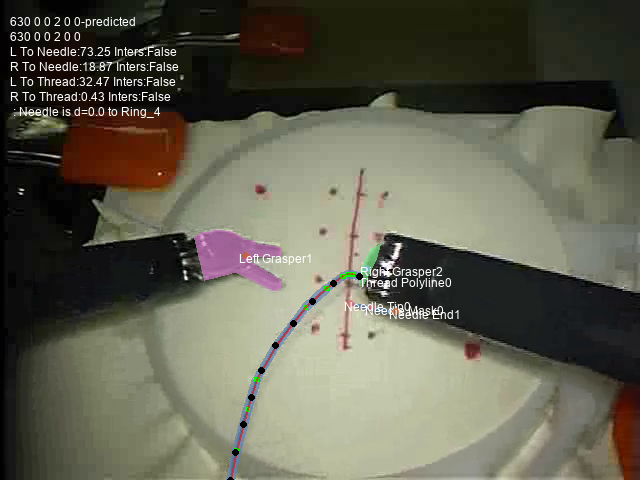 630 0 0 2 0 0-predicted
630 0 0 2 0 0
L To Needle:73.25 Inters:False
R To Needle:18.87 Inters:False
L To Thread:32.47 Inters:False
R To Thread:0.43 Inters:False
: Needle is d=0.0 to Ring_4
Left Grasper1
Right Grasper2
Thread Polyline0
Needle Tip0
Needle Mask0
Needle End1